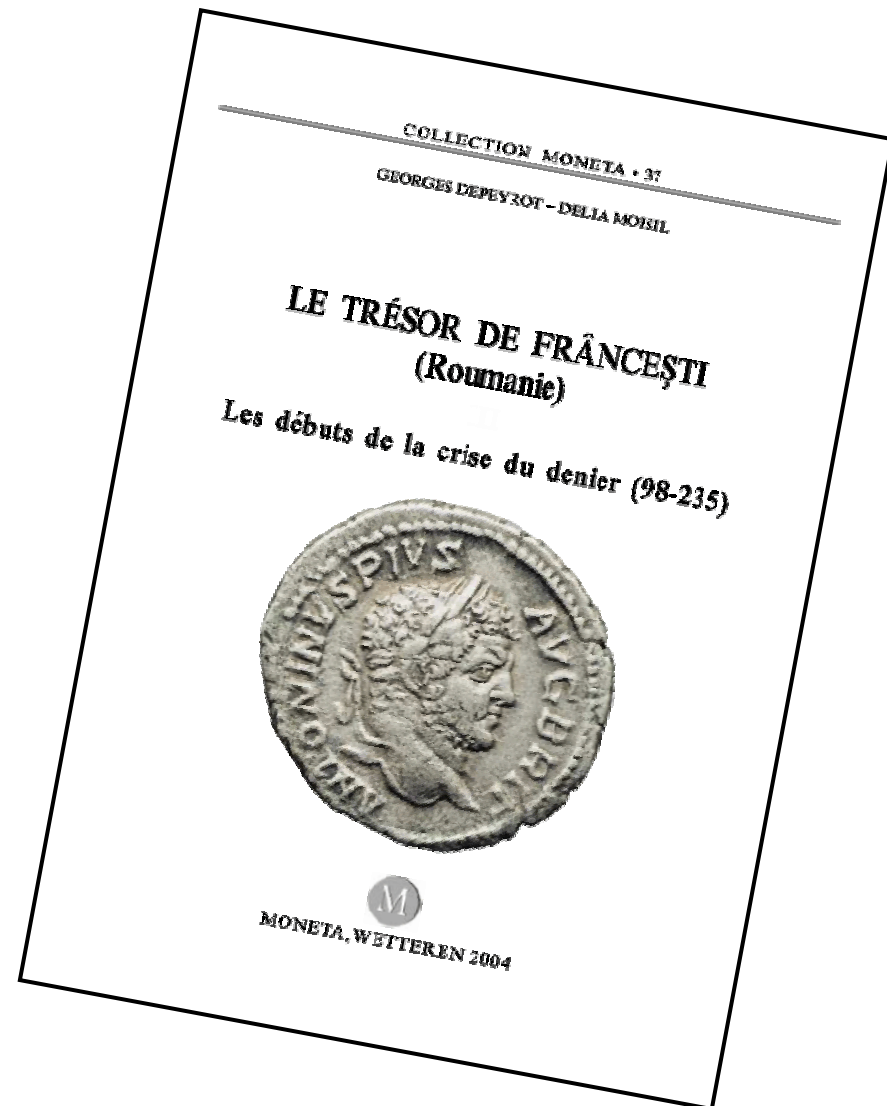 COLLECTION MONETA • 37
GEORGES DEPEYROT – DELIA MOISIL
LE TRÉSOR DE FRÂNCEŞTI
(Roumanie)
Les débuts de la crise du denier (98-235)
ANTONINVS PIVS AVG BRIT
M
MONETA, WETTEREN 2004